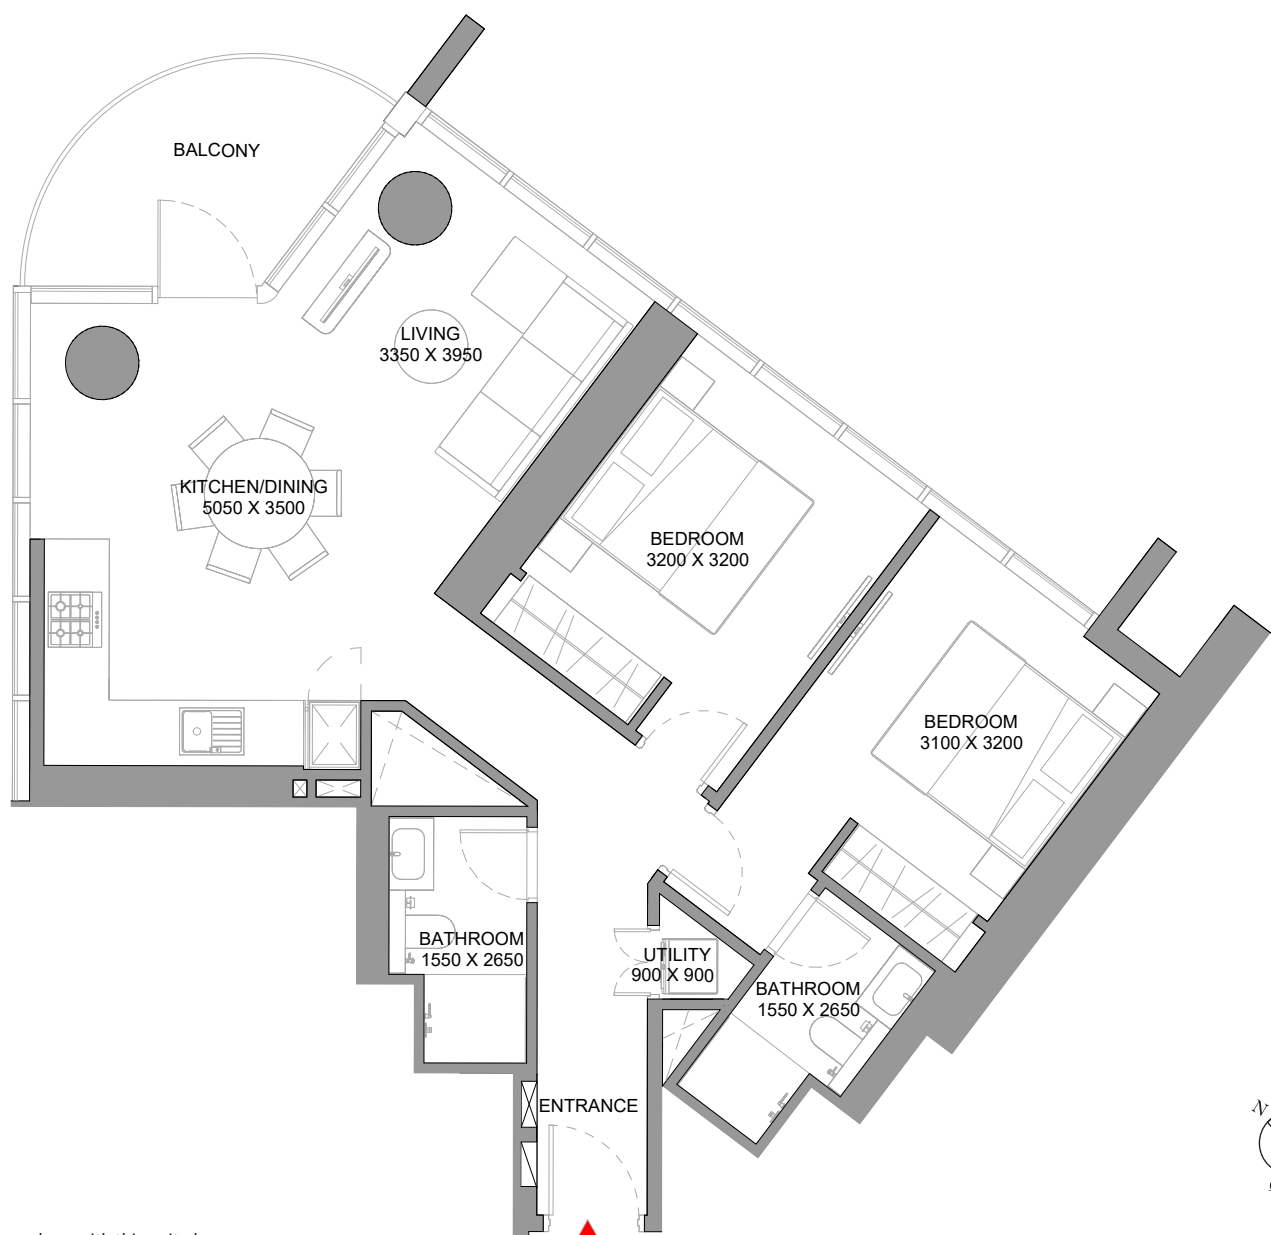 BALCONY
LIVING
3350 X 3950
KITCHEN/DINING
5050 X 3500
BEDROOM
3200 X 3200
BEDROOM
3100 X 3200
BATHROOM
1550 X 2650
UTILITY
900 X 900
BATHROOM
1550 X 2650
ENTRANCE
N